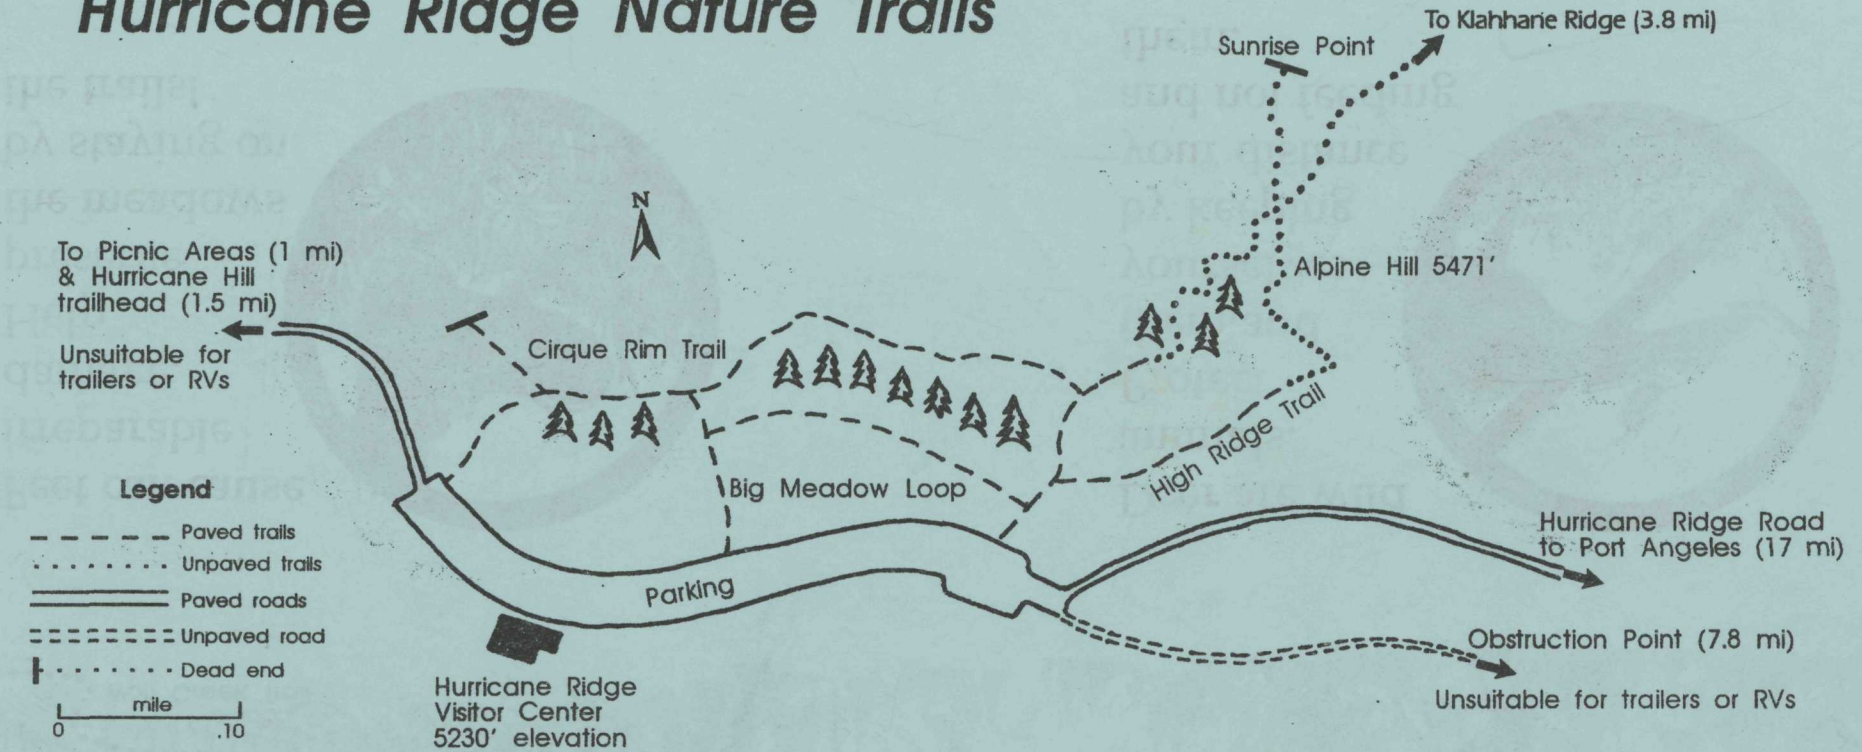 Hurricane Ridge Nature Trails
To Klahhane Ridge (3.8 mi)
Sunrise Point
N
To Picnic Areas (1 mi)
& Hurricane Hill
trailhead (1.5 mi)
Unsuitable for
trailers or RVs
Alpine Hill 5471'
Cirque Rim Trail
High Ridge Trail
Big Meadow Loop
Legend
Paved trails
Unpaved trails
Paved roads
Unpaved road
Dead end
mile
0 .10
Parking
Hurricane Ridge Road
to Port Angeles (17 mi)
Obstruction Point (7.8 mi)
Unsuitable for trailers or RVs
Hurricane Ridge
Visitor Center
5230' elevation